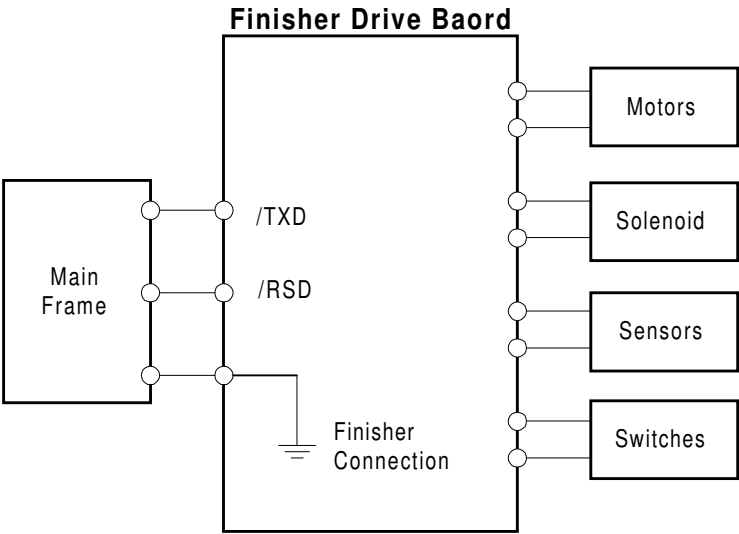 Finisher Drive Baord
Motors
/TXD
Solenoid
Main
Frame
/RSD
Sensors
Finisher
Connection
Switches